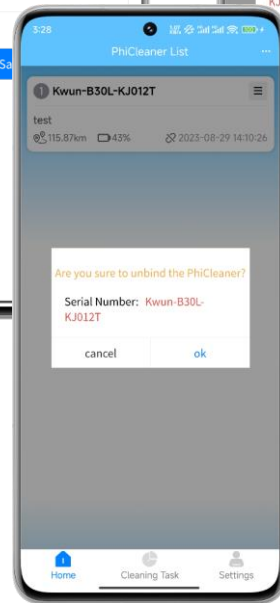 Sa
3:28
PhiCleaner List
1 Kwun-B30L-KJ012T
test
115.87km 43% 2023-08-29 14:10:26
Are you sure to unbind the PhiCleaner?
Serial Number: Kwun-B30L-
KJ012T
cancel ok
Home Cleaning Task Settings